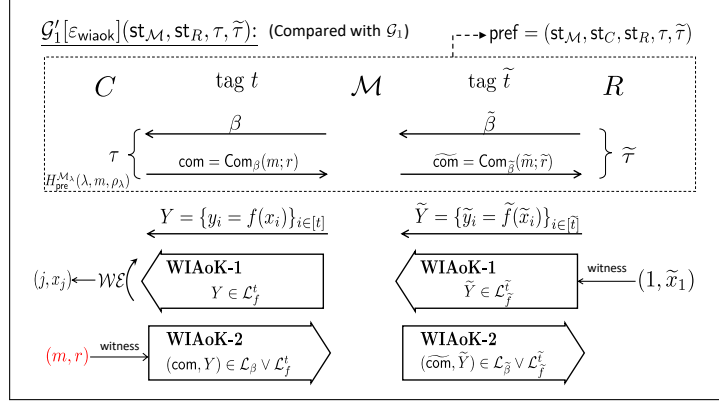 𝒢′₁[ε_wiaok](st_ℳ, st_R, τ, τ̃): (Compared with 𝒢₁)
pref = (st_ℳ, st_C, st_R, τ, τ̃)
C tag t ℳ tag t̃ R
β β̃
τ { com = Com_β(m; r) c͠om = Com_β̃(m̃; r̃) } τ̃
H_pre^{ℳ_λ}(λ, m, ρ_λ)
Y = {y_i = f(x_i)}_{i∈[t]} Ỹ = {ỹ_i = f̃(x̃_i)}_{i∈[t̃]}
WIAoK-1 WIAoK-1
(j, x_j) 𝒲ℰ Y ∈ ℒ_f^t Ỹ ∈ ℒ_f̃^t̃ witness (1, x̃₁)
WIAoK-2 WIAoK-2
(m, r) witness (com, Y) ∈ ℒ_β ∨ ℒ_f^t (c͠om, Ỹ) ∈ ℒ_β̃ ∨ ℒ_f̃^t̃